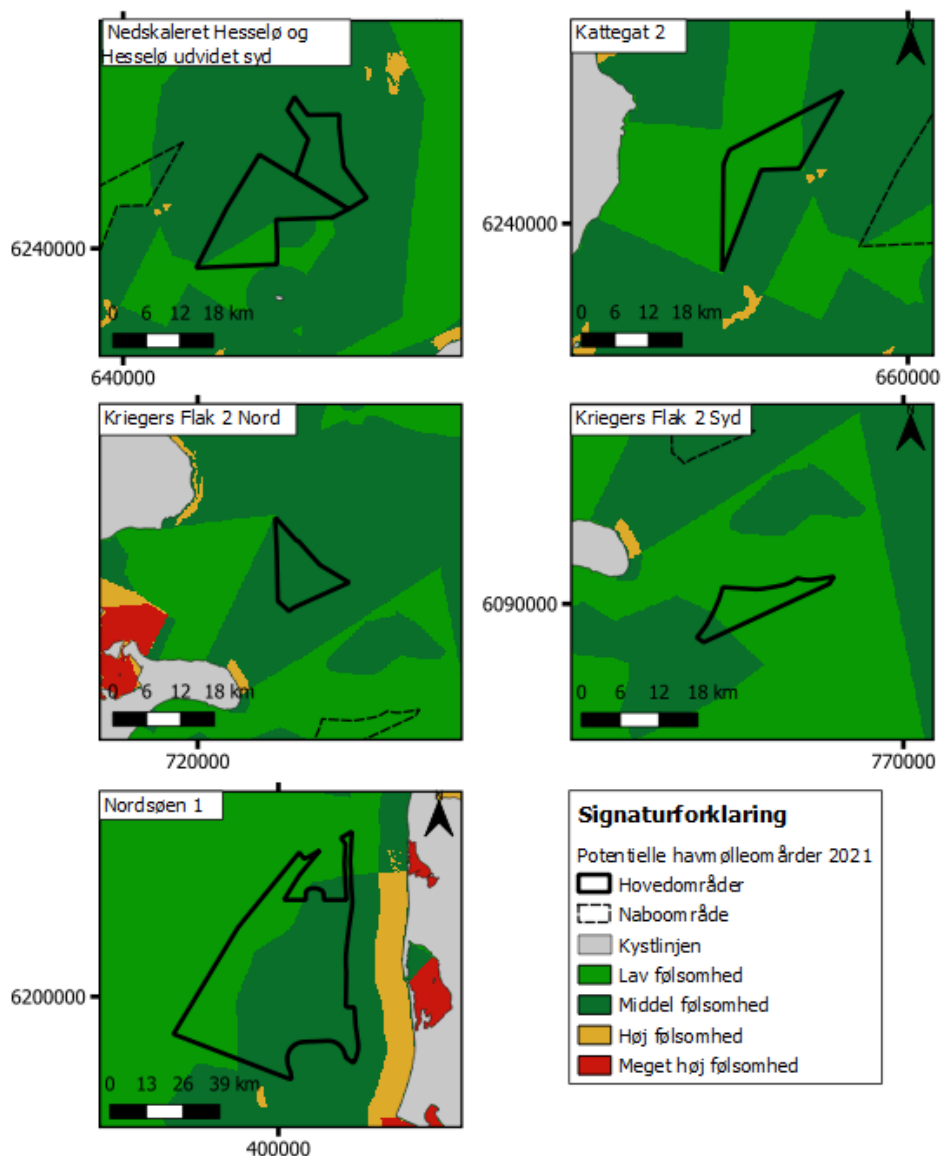 Nedskaleret Hesselø og
Hesselø udvidet syd
6240000
0 6 12 18 km
640000
Kattegat 2
6240000
0 6 12 18 km
660000
Kriegers Flak 2 Nord
0 6 12 18 km
720000
Kriegers Flak 2 Syd
6090000
0 6 12 18 km
770000
Nordsøen 1
6200000
0 13 26 39 km
400000
Signaturforklaring
Potentielle havmølleområder 2021
Hovedområder
Naboområde
Kystlinjen
Lav følsomhed
Middel følsomhed
Høj følsomhed
Meget høj følsomhed